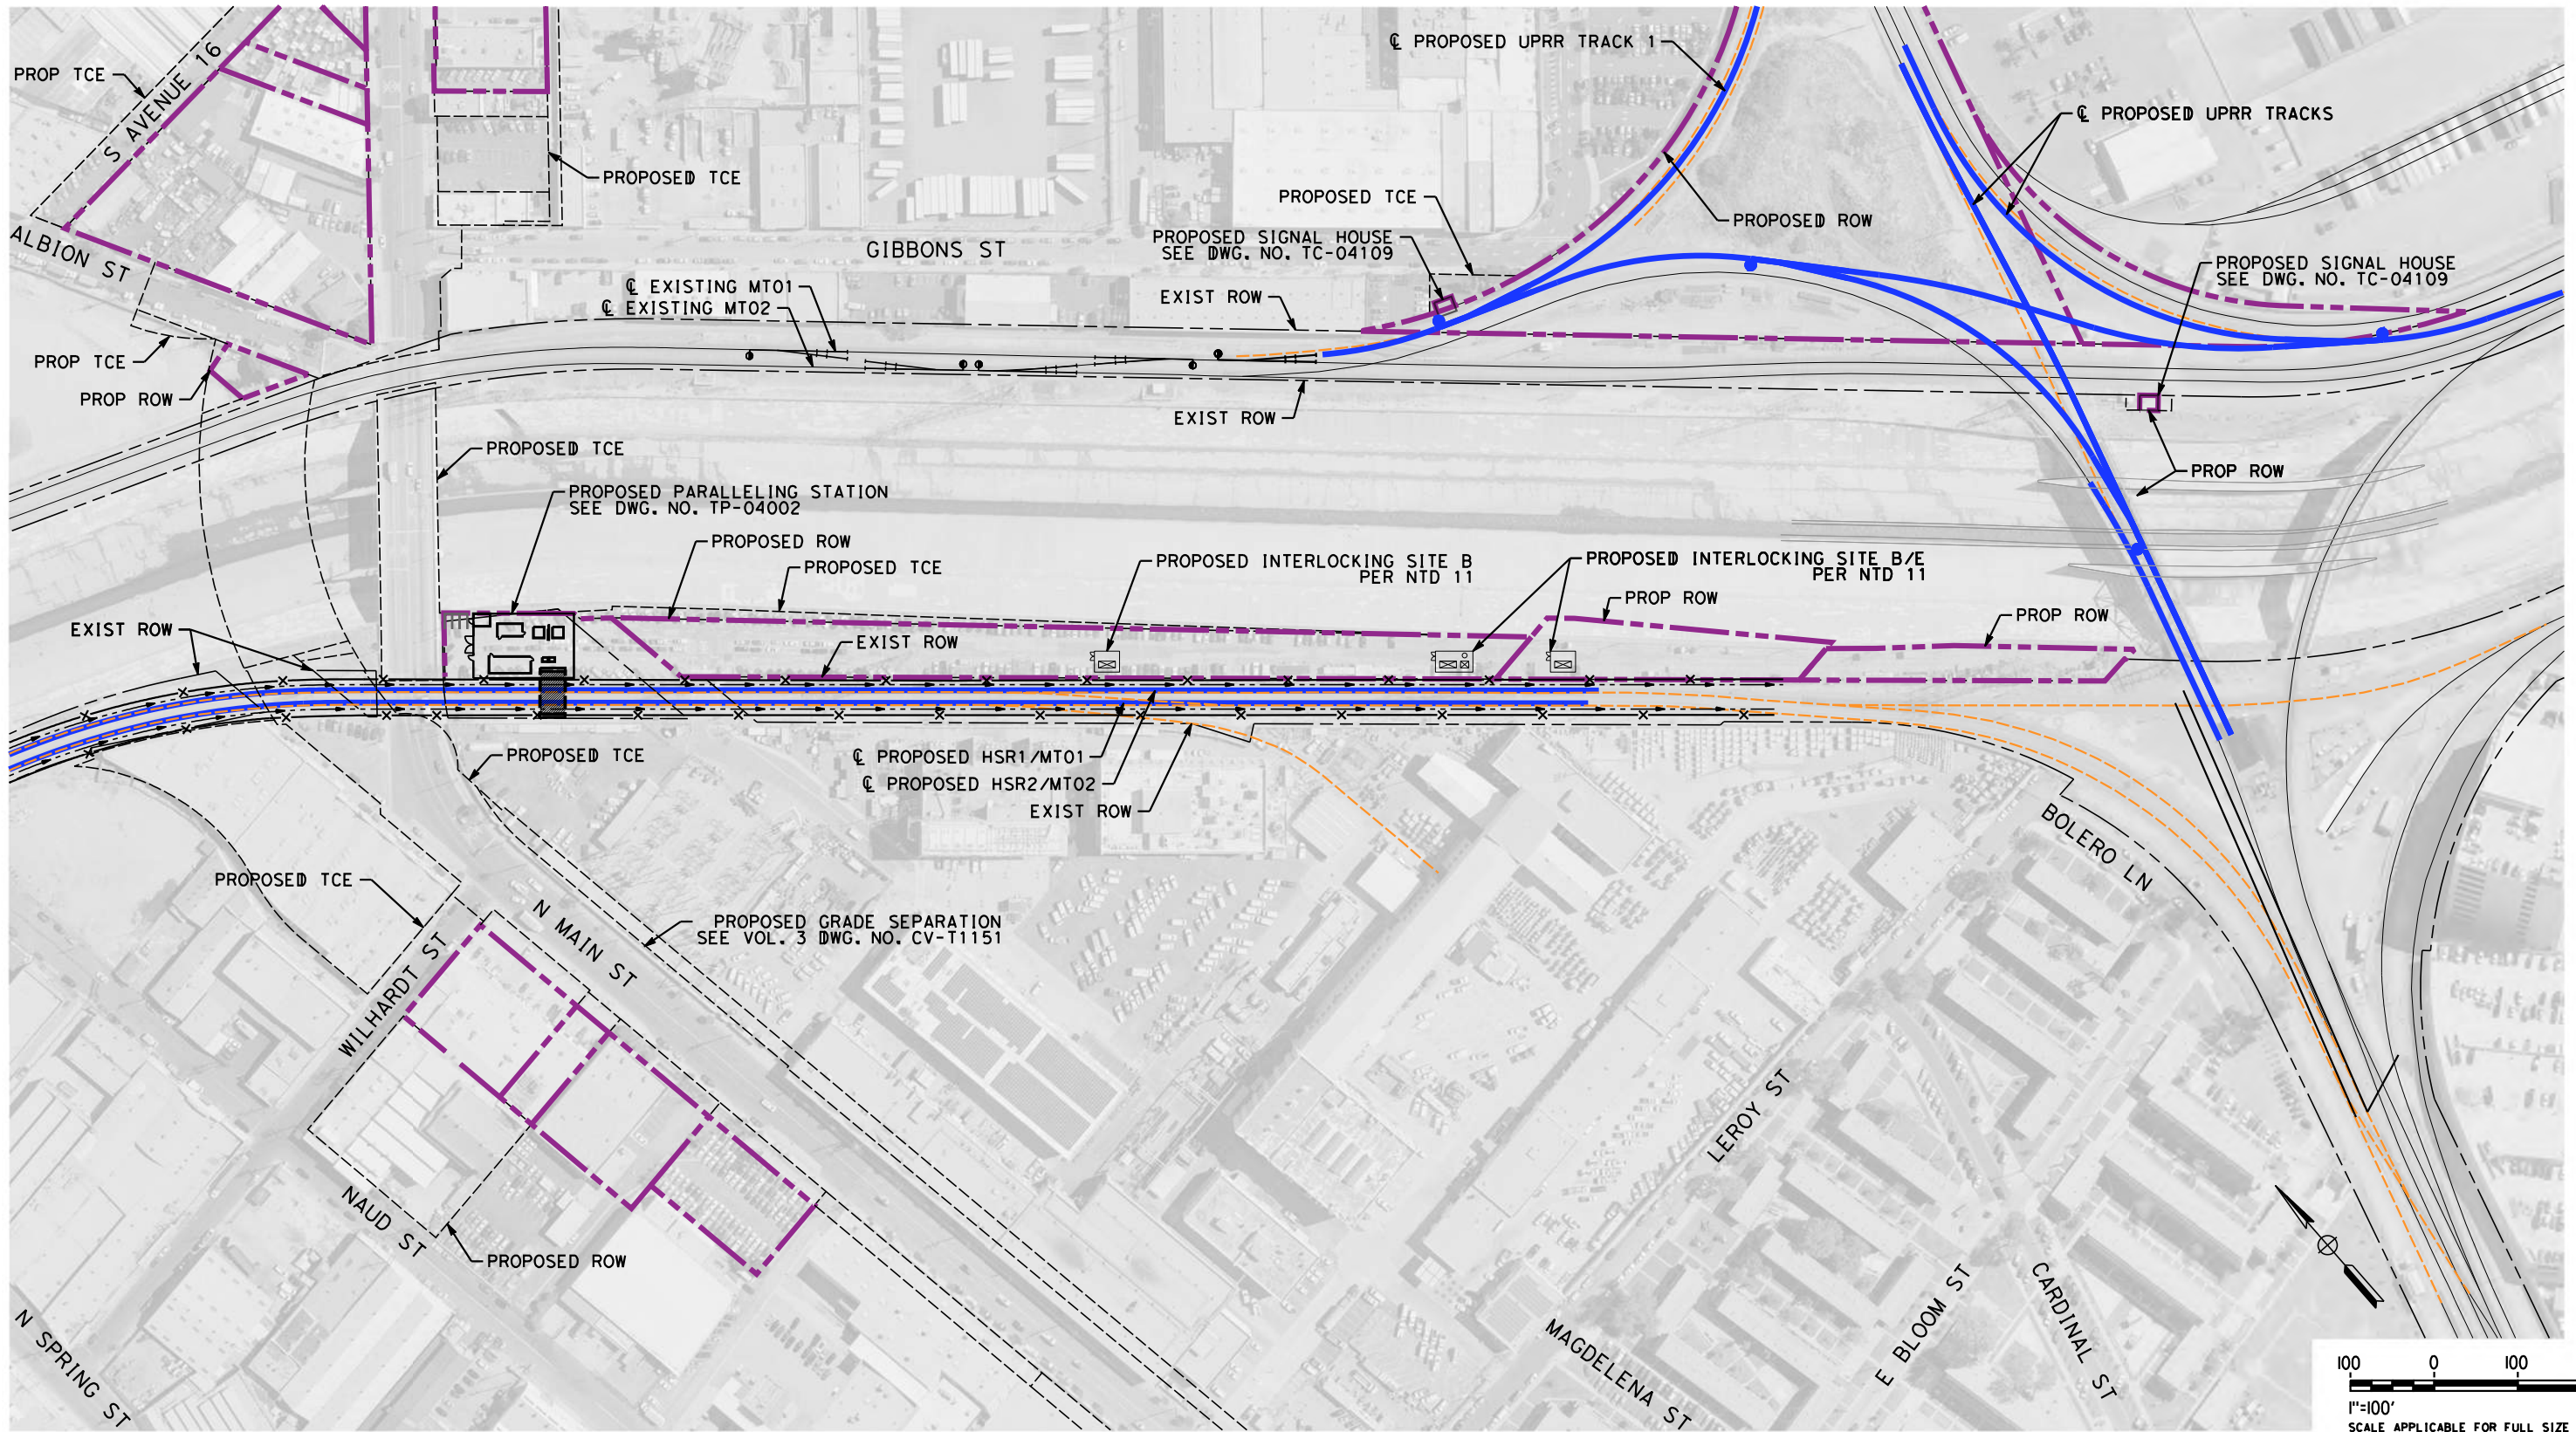 PROP TCE
S AVENUE 16
℄ PROPOSED UPRR TRACK 1
℄ PROPOSED UPRR TRACKS
PROPOSED TCE
PROPOSED TCE
PROPOSED ROW
ALBION ST
GIBBONS ST
PROPOSED SIGNAL HOUSE
SEE DWG. NO. TC-04109
PROPOSED SIGNAL HOUSE
SEE DWG. NO. TC-04109
℄ EXISTING MT01
℄ EXISTING MT02
EXIST ROW
PROP TCE
PROP ROW
EXIST ROW
PROPOSED TCE
PROP ROW
PROPOSED PARALLELING STATION
SEE DWG. NO. TP-04002
PROPOSED ROW
PROPOSED TCE
PROPOSED INTERLOCKING SITE B
PER NTD 11
PROPOSED INTERLOCKING SITE B/E
PER NTD 11
PROP ROW
PROP ROW
EXIST ROW
EXIST ROW
PROPOSED TCE
℄ PROPOSED HSR1/MT01
℄ PROPOSED HSR2/MT02
EXIST ROW
BOLERO LN
PROPOSED TCE
N MAIN ST
PROPOSED GRADE SEPARATION
SEE VOL. 3 DWG. NO. CV-T1151
WILHARDT ST
LEROY ST
NAUD ST
PROPOSED ROW
N SPRING ST
MAGDELENA ST
E BLOOM ST
CARDINAL ST
100 0 100
1"=100'
SCALE APPLICABLE FOR FULL SIZE